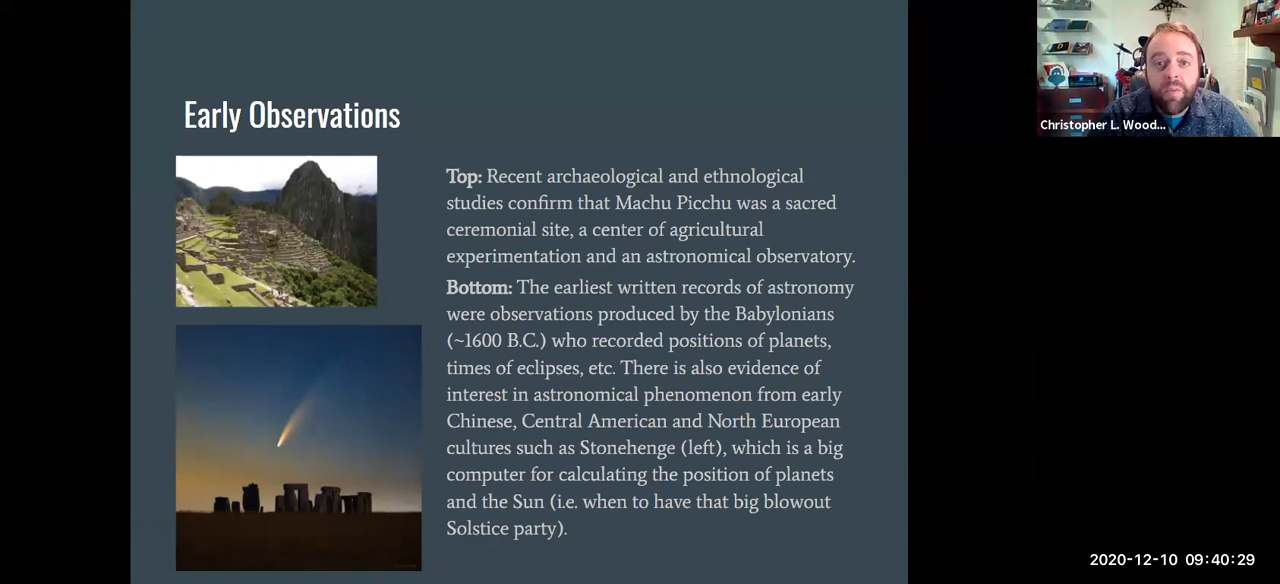 Early Observations
Top: Recent archaeological and ethnological
studies confirm that Machu Picchu was a sacred
ceremonial site, a center of agricultural
experimentation and an astronomical observatory.
Bottom: The earliest written records of astronomy
were observations produced by the Babylonians
(~1600 B.C.) who recorded positions of planets,
times of eclipses, etc. There is also evidence of
interest in astronomical phenomenon from early
Chinese, Central American and North European
cultures such as Stonehenge (left), which is a big
computer for calculating the position of planets
and the Sun (i.e. when to have that big blowout
Solstice party).
Christopher L. Wood...
2020-12-10 09:40:29